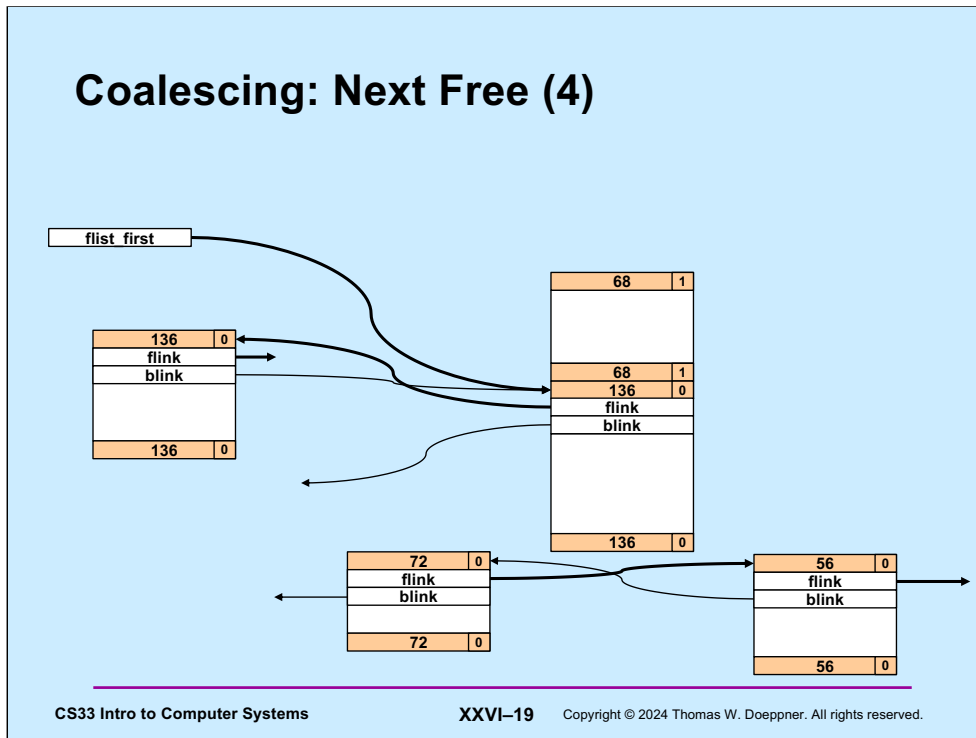 Coalescing: Next Free (4)
flist_first
68 1
136 0
flink
blink
136 0
68 1
136 0
flink
blink
136 0
72 0
flink
blink
72 0
56 0
flink
blink
56 0
CS33 Intro to Computer Systems XXVI–19 Copyright © 2024 Thomas W. Doeppner. All rights reserved.